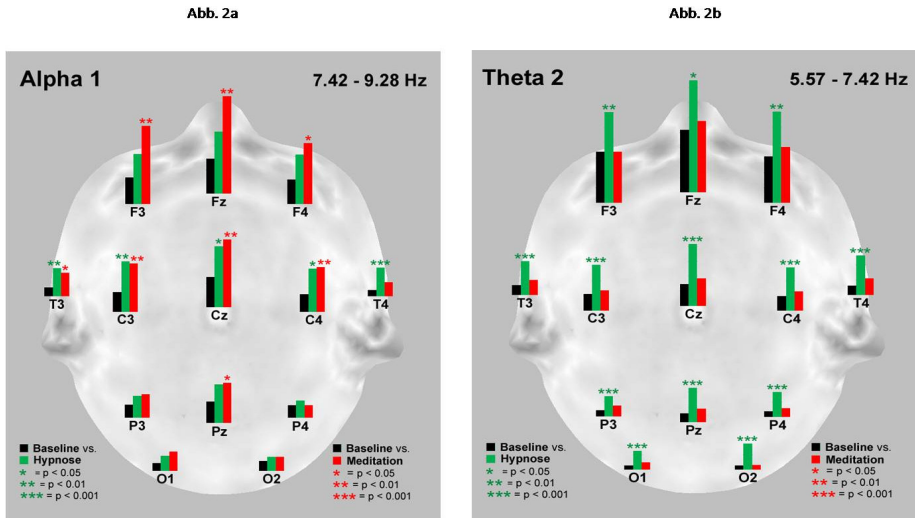 Abb. 2a
Abb. 2b
Alpha 1
7.42 - 9.28 Hz
**
**
*
F3
Fz
F4
** *
** **
* **
* **
***
T3
C3
Cz
C4
T4
*
P3
Pz
P4
O1
O2
Baseline vs.
Hypnose
* = p < 0.05
** = p < 0.01
*** = p < 0.001
Baseline vs.
Meditation
* = p < 0.05
** = p < 0.01
*** = p < 0.001
Theta 2
5.57 - 7.42 Hz
**
*
**
F3
Fz
F4
***
***
***
***
***
T3
C3
Cz
C4
T4
***
***
***
P3
Pz
P4
***
***
O1
O2
Baseline vs.
Hypnose
* = p < 0.05
** = p < 0.01
*** = p < 0.001
Baseline vs.
Meditation
* = p < 0.05
** = p < 0.01
*** = p < 0.001